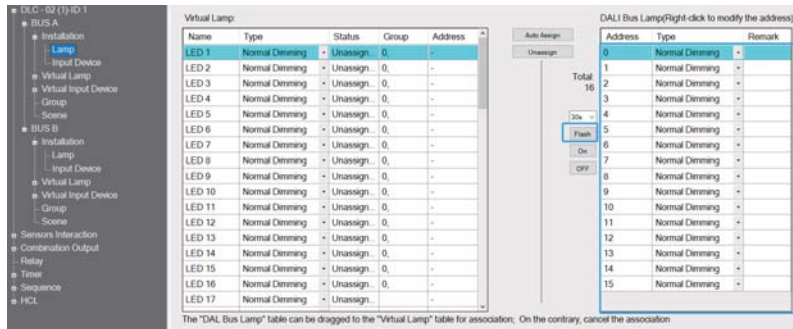 DLC - 02 (1)-ID:1
BUS A
Installation
Lamp
Input Device
Virtual Lamp
Virtual Input Device
Group
Scene
BUS B
Installation
Lamp
Input Device
Virtual Lamp
Virtual Input Device
Group
Scene
Sensors Interaction
Combination Output
Relay
Timer
Sequence
HCL
Virtual Lamp:
Name Type Status Group Address
LED 1 Normal Dimming Unassign... 0, -
LED 2 Normal Dimming Unassign... 0, -
LED 3 Normal Dimming Unassign... 0, -
LED 4 Normal Dimming Unassign... 0, -
LED 5 Normal Dimming Unassign... 0, -
LED 6 Normal Dimming Unassign... 0, -
LED 7 Normal Dimming Unassign... 0, -
LED 8 Normal Dimming Unassign... 0, -
LED 9 Normal Dimming Unassign... 0, -
LED 10 Normal Dimming Unassign... 0, -
LED 11 Normal Dimming Unassign... 0, -
LED 12 Normal Dimming Unassign... 0, -
LED 13 Normal Dimming Unassign... 0, -
LED 14 Normal Dimming Unassign... 0, -
LED 15 Normal Dimming Unassign... 0, -
LED 16 Normal Dimming Unassign... 0, -
LED 17 Normal Dimming Unassign...
Auto Assign
Unassign
Total
16
30s
Flash
On
OFF
DALI Bus Lamp(Right-click to modify the address)
Address Type Remark
0 Normal Dimming
1 Normal Dimming
2 Normal Dimming
3 Normal Dimming
4 Normal Dimming
5 Normal Dimming
6 Normal Dimming
7 Normal Dimming
8 Normal Dimming
9 Normal Dimming
10 Normal Dimming
11 Normal Dimming
12 Normal Dimming
13 Normal Dimming
14 Normal Dimming
15 Normal Dimming
The "DAL Bus Lamp" table can be dragged to the "Virtual Lamp" table for association; On the contrary, cancel the association